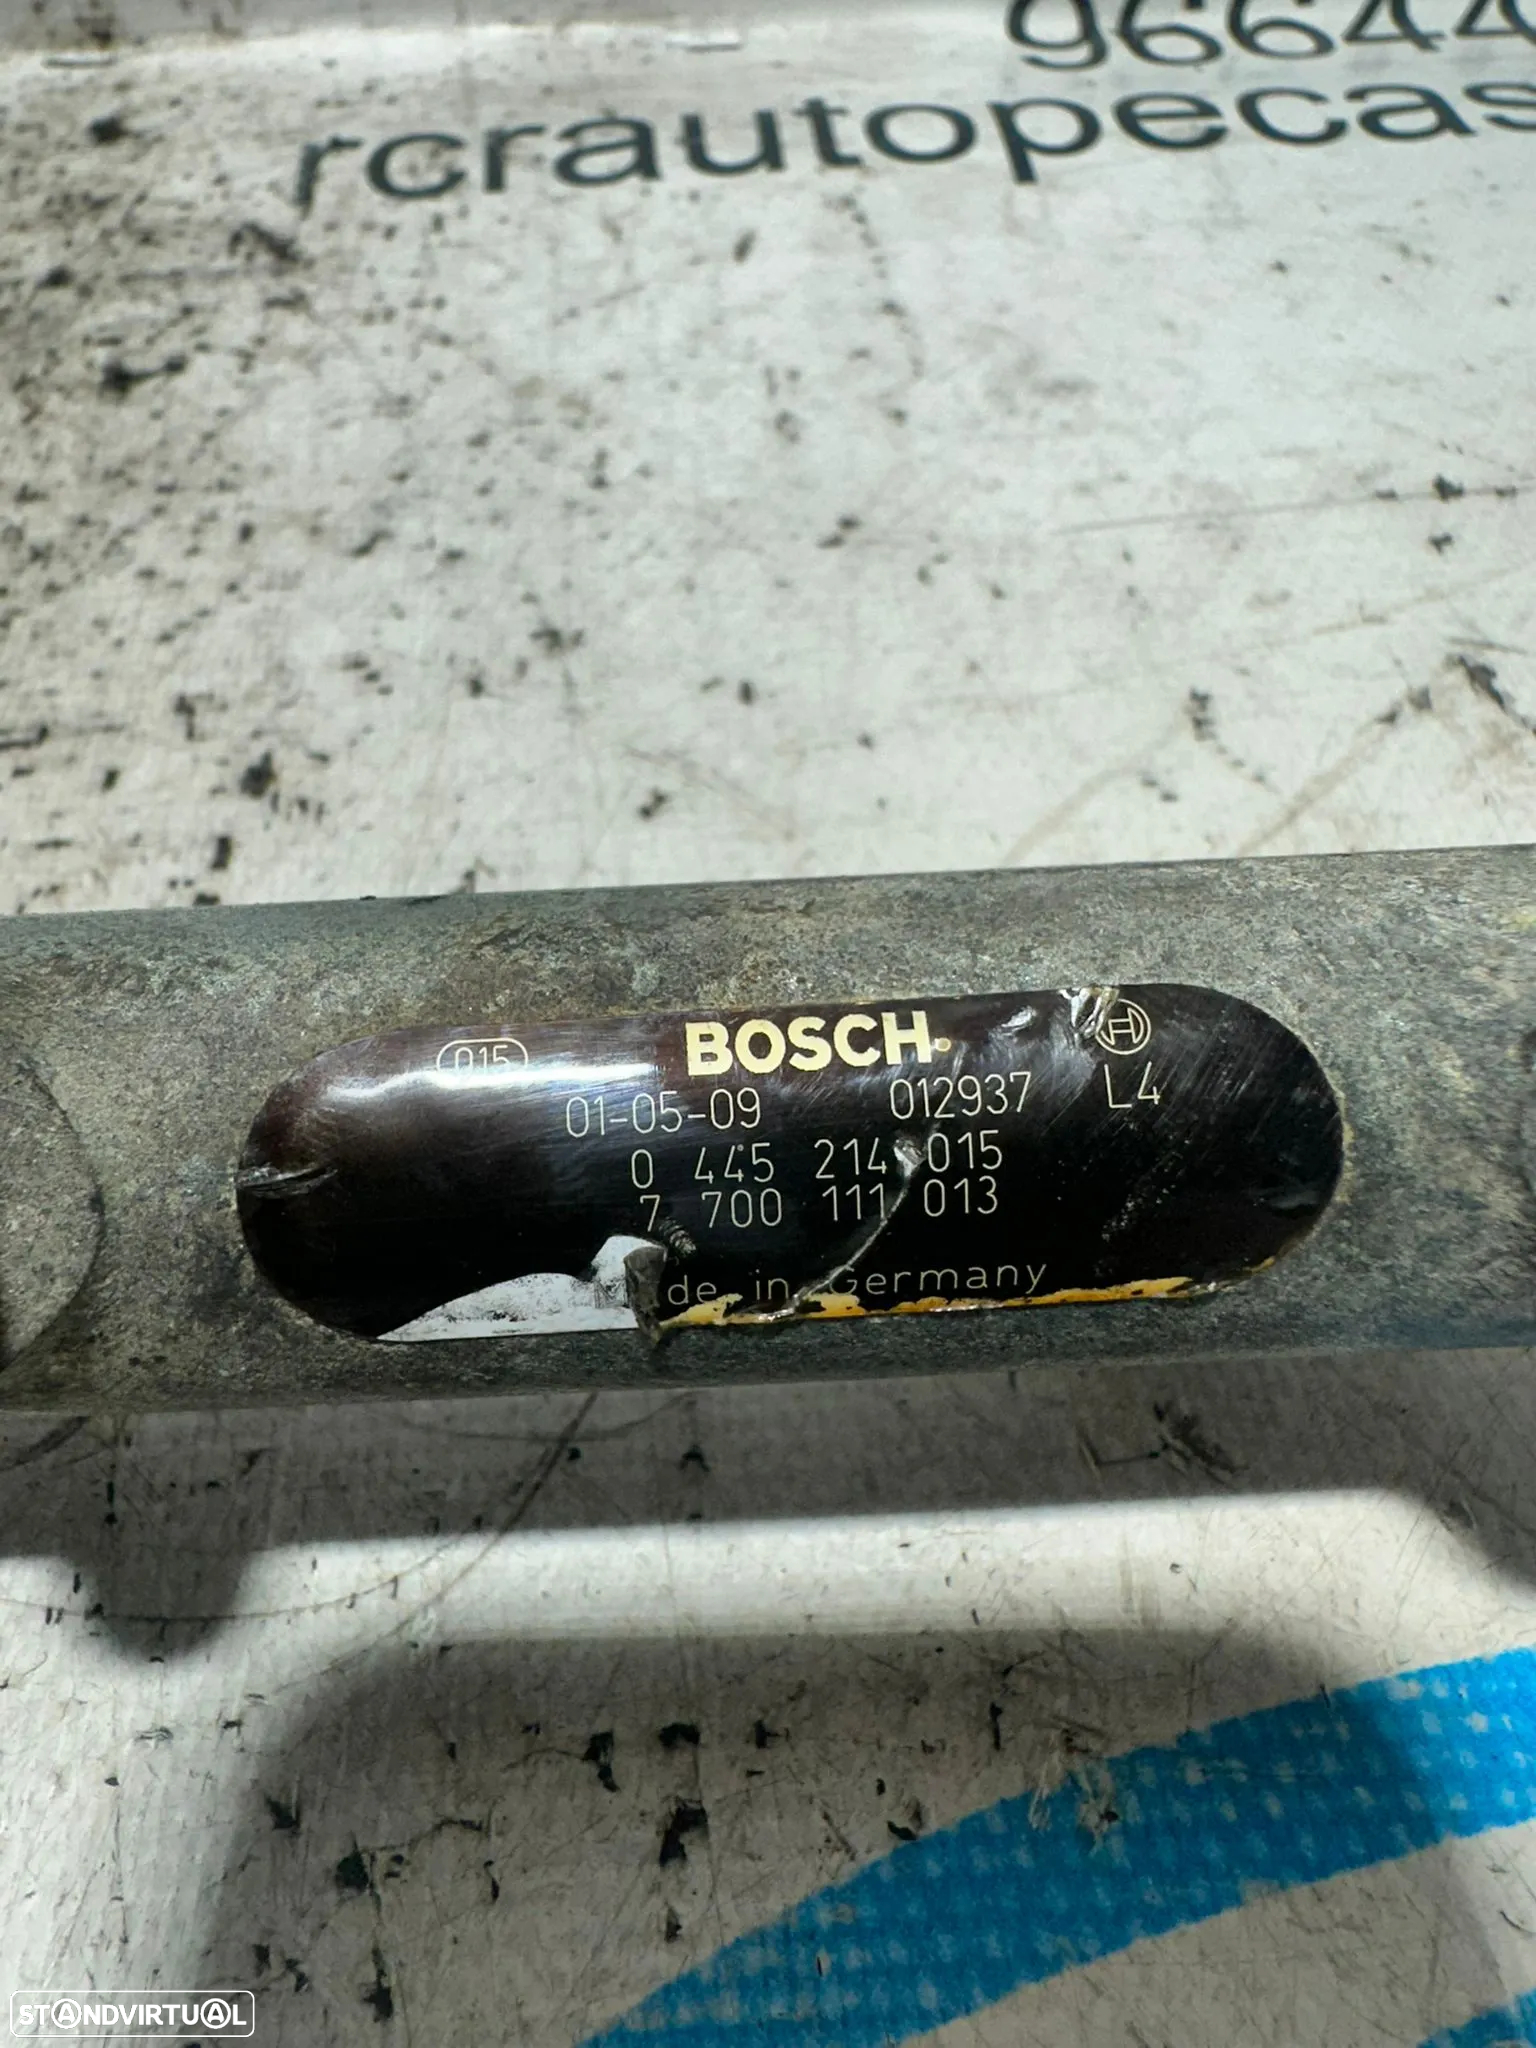 96644
rcrautopecas
015
BOSCH
01-05-09 012937 L4
0 445 214 015
7 700 111 013
de in Germany
STANDVIRTUAL